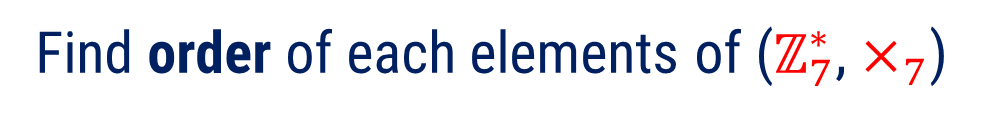 Find order of each elements of (ℤ₇*, ×₇)